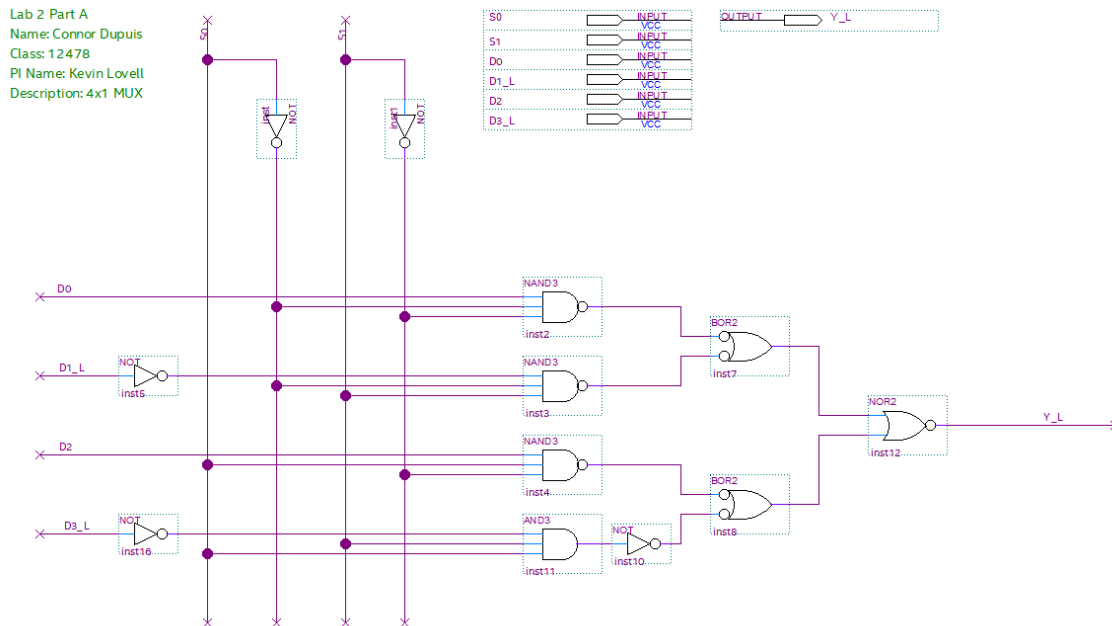 Lab 2 Part A
Name: Connor Dupuis
Class: 12478
PI Name: Kevin Lovell
Description: 4x1 MUX
S0
S1
S0 INPUT VCC
S1 INPUT VCC
D0 INPUT VCC
D1_L INPUT VCC
D2 INPUT VCC
D3_L INPUT VCC
OUTPUT Y_L
inst NOT
inst1 NOT
D0
NAND3
inst2
BOR2
inst7
D1_L
NOT
inst5
NAND3
inst3
NOR2
inst12
Y_L
D2
NAND3
inst4
BOR2
inst8
D3_L
NOT
inst16
AND3
inst11
NOT
inst10